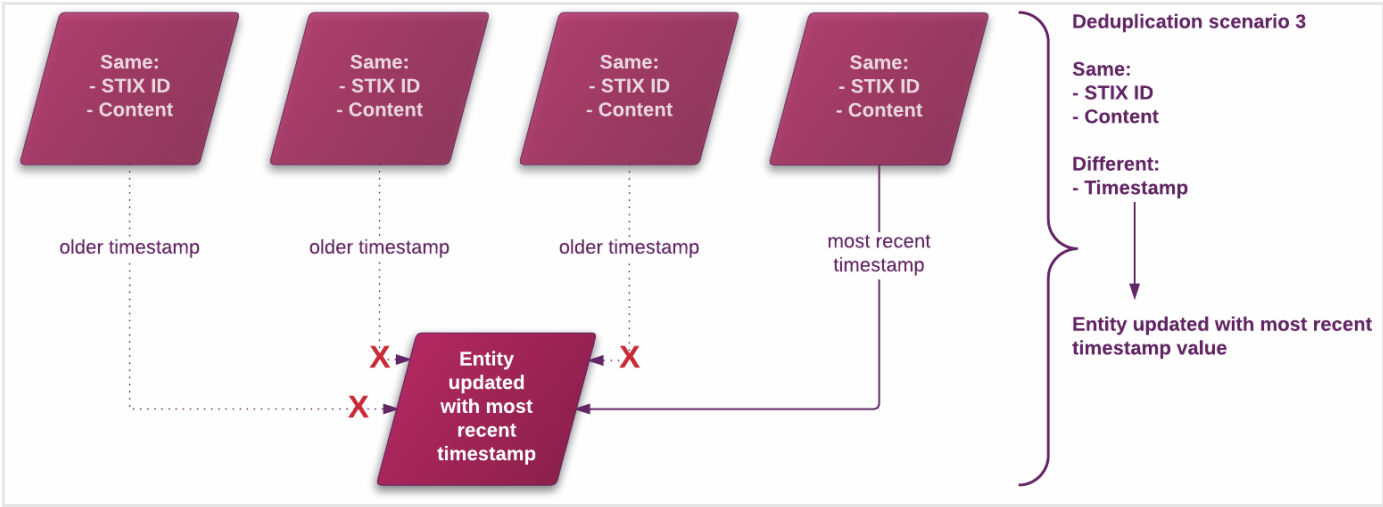 Same:
- STIX ID
- Content
Same:
- STIX ID
- Content
Same:
- STIX ID
- Content
Same:
- STIX ID
- Content
older timestamp
older timestamp
older timestamp
most recent
timestamp
X
X
X
Entity
updated
with most
recent
timestamp
Deduplication scenario 3
Same:
- STIX ID
- Content
Different:
- Timestamp
Entity updated with most recent
timestamp value